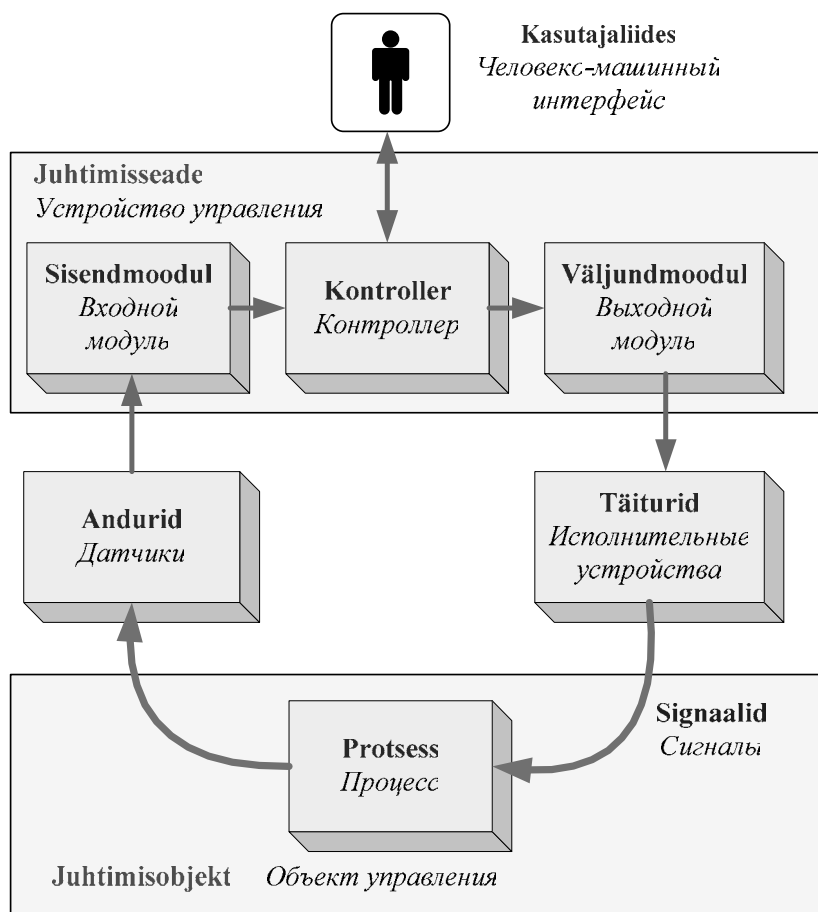 Kasutajaliides
Человекс-машинный
интерфейс
Juhtimisseade
Устройство управления
Sisendmoodul
Входной
модуль
Kontroller
Контроллер
Väljundmoodul
Выходной
модуль
Andurid
Датчики
Täiturid
Исполнительные
устройства
Signaalid
Сигналы
Protsess
Процесс
Juhtimisobjekt Объект управления